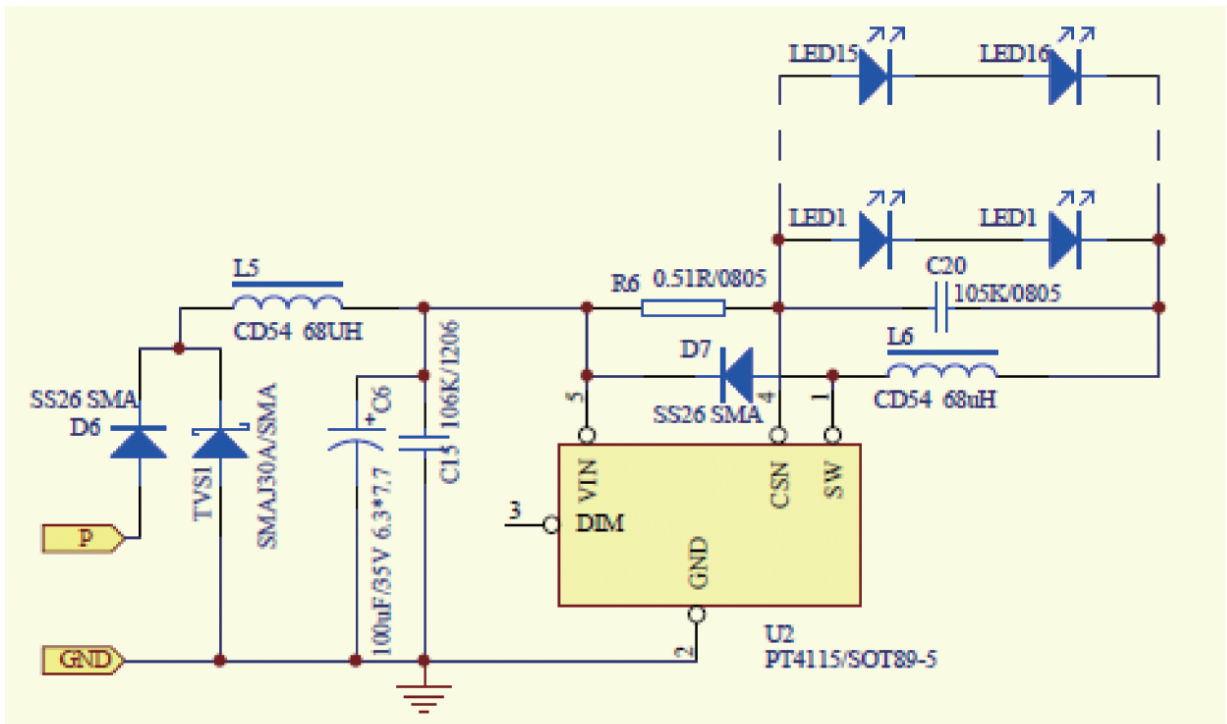 LED15
LED16
LED1
LED1
C20
105K/0805
R6
0.51R/0805
L5
CD54 68UH
L6
CD54 68uH
D7
SS26 SMA
SS26 SMA
D6
TVS1
SMAJ30A/SMA
C6
100uF/35V 6.3*7.7
C15 106K/1206
5
4
1
VIN
CSN
SW
3
DIM
GND
2
P
GND
U2
PT4115/SOT89-5